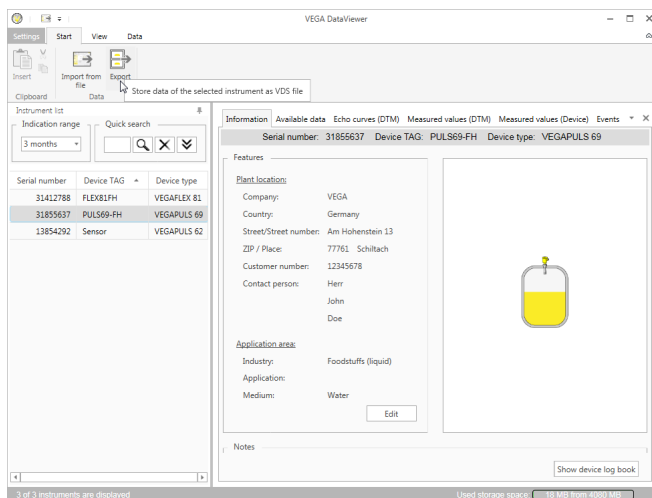 VEGA DataViewer
Settings Start View Data
Insert Import from file Export
Clipboard Data
Store data of the selected instrument as VDS file
Instrument list
Indication range Quick search
3 months
Serial number Device TAG Device type
31412788 FLEX81FH VEGAFLEX 81
31855637 PULS69-FH VEGAPULS 69
13854292 Sensor VEGAPULS 62
Information Available data Echo curves (DTM) Measured values (DTM) Measured values (Device) Events
Serial number: 31855637 Device TAG: PULS69-FH Device type: VEGAPULS 69
Features
Plant location:
Company: VEGA
Country: Germany
Street/Street number: Am Hohenstein 13
ZIP / Place: 77761 Schiltach
Customer number: 12345678
Contact person: Herr
John
Doe
Application area:
Industry: Foodstuffs (liquid)
Application:
Medium: Water
Edit
Notes
Show device log book
3 of 3 instruments are displayed Used storage space: 18 MB from 4080 MB